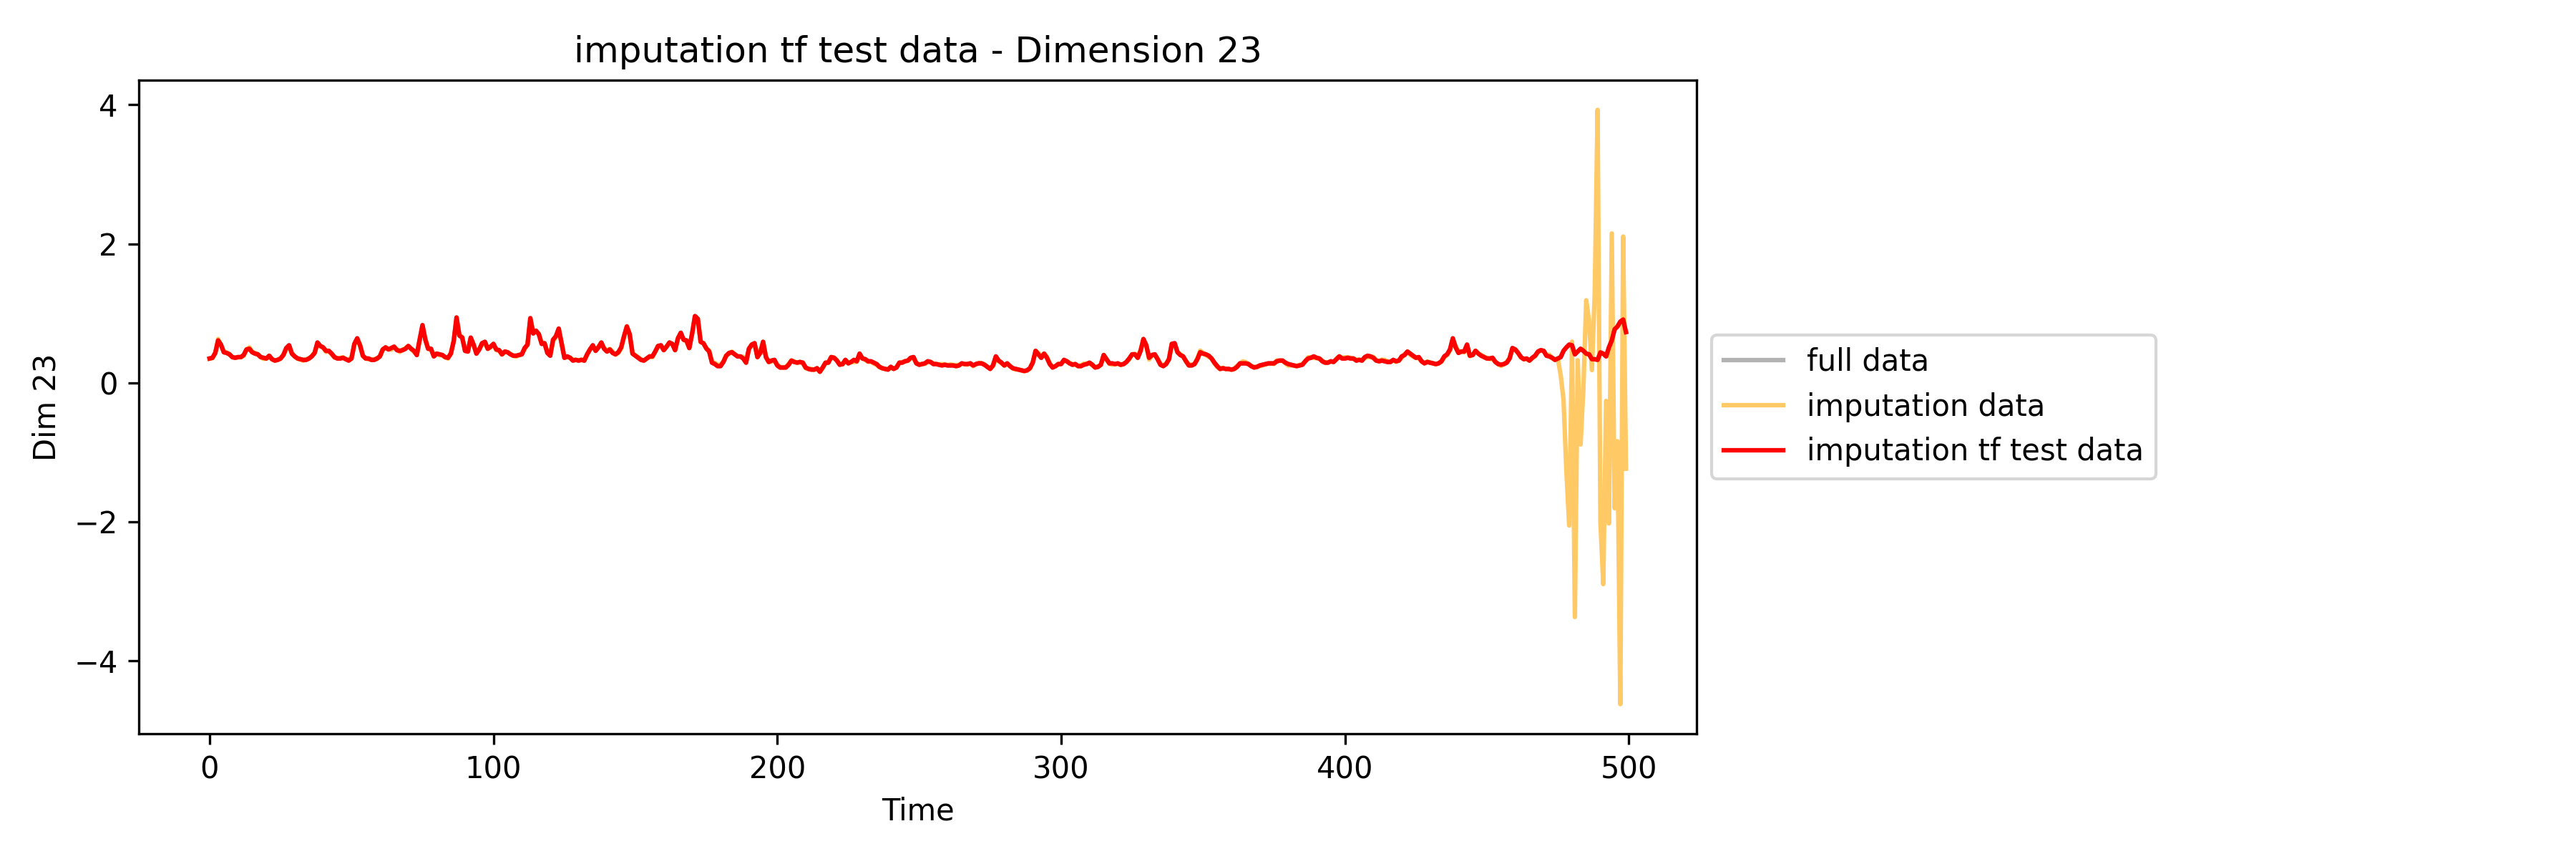 imputation tf test data - Dimension 23
4
2
0
−2
−4
Dim 23
0 100 200 300 400 500
Time
full data
imputation data
imputation tf test data